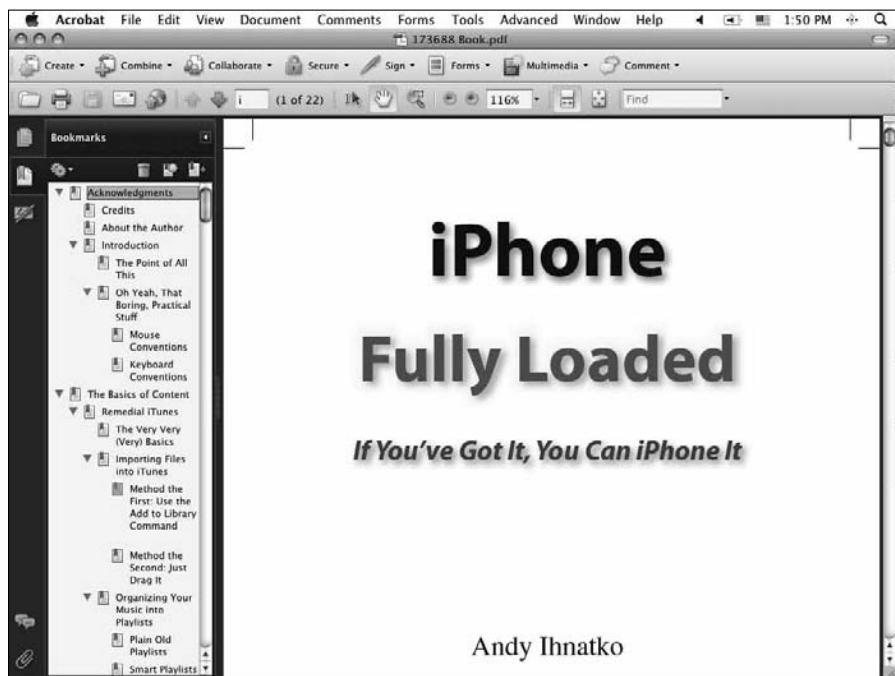 Acrobat File Edit View Document Comments Forms Tools Advanced Window Help 1:50 PM
173688 Book.pdf
Create Combine Collaborate Secure Sign Forms Multimedia Comment
i (1 of 22) 116% Find
Bookmarks
Acknowledgments
Credits
About the Author
Introduction
The Point of All
This
Oh Yeah, That
Boring, Practical
Stuff
Mouse
Conventions
Keyboard
Conventions
The Basics of Content
Remedial iTunes
The Very Very
(Very) Basics
Importing Files
into iTunes
Method the
First: Use the
Add to Library
Command
Method the
Second: Just
Drag It
Organizing Your
Music into
Playlists
Plain Old
Playlists
Smart Playlists
iPhone
Fully Loaded
If You've Got It, You Can iPhone It
Andy Ihnatko